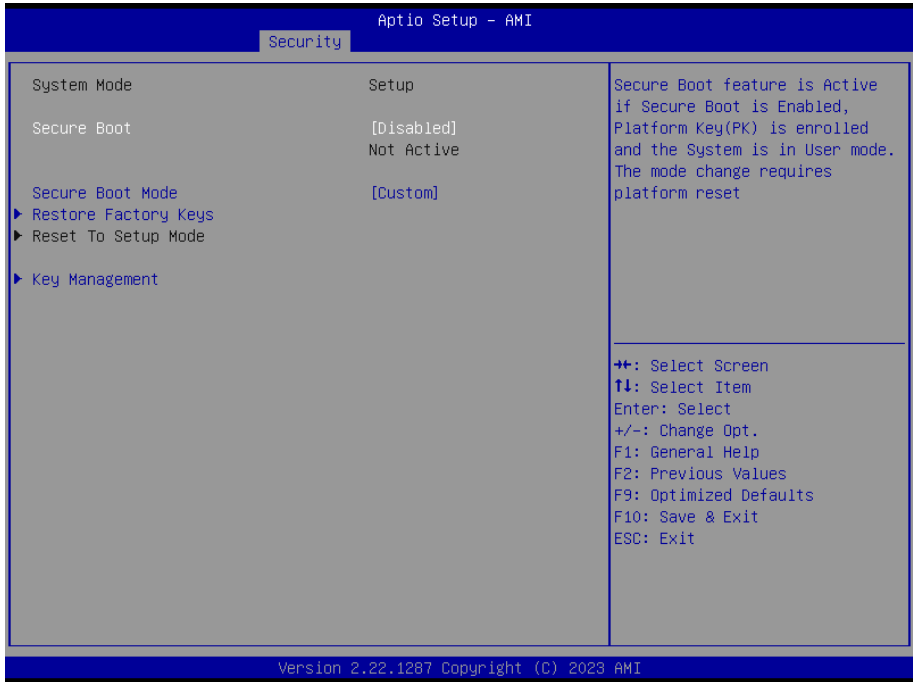 Aptio Setup – AMI
Security
System Mode Setup
Secure Boot [Disabled]
Not Active
Secure Boot Mode [Custom]
▶ Restore Factory Keys
▶ Reset To Setup Mode
▶ Key Management
Secure Boot feature is Active
if Secure Boot is Enabled,
Platform Key(PK) is enrolled
and the System is in User mode.
The mode change requires
platform reset
→←: Select Screen
↑↓: Select Item
Enter: Select
+/-: Change Opt.
F1: General Help
F2: Previous Values
F9: Optimized Defaults
F10: Save & Exit
ESC: Exit
Version 2.22.1287 Copyright (C) 2023 AMI